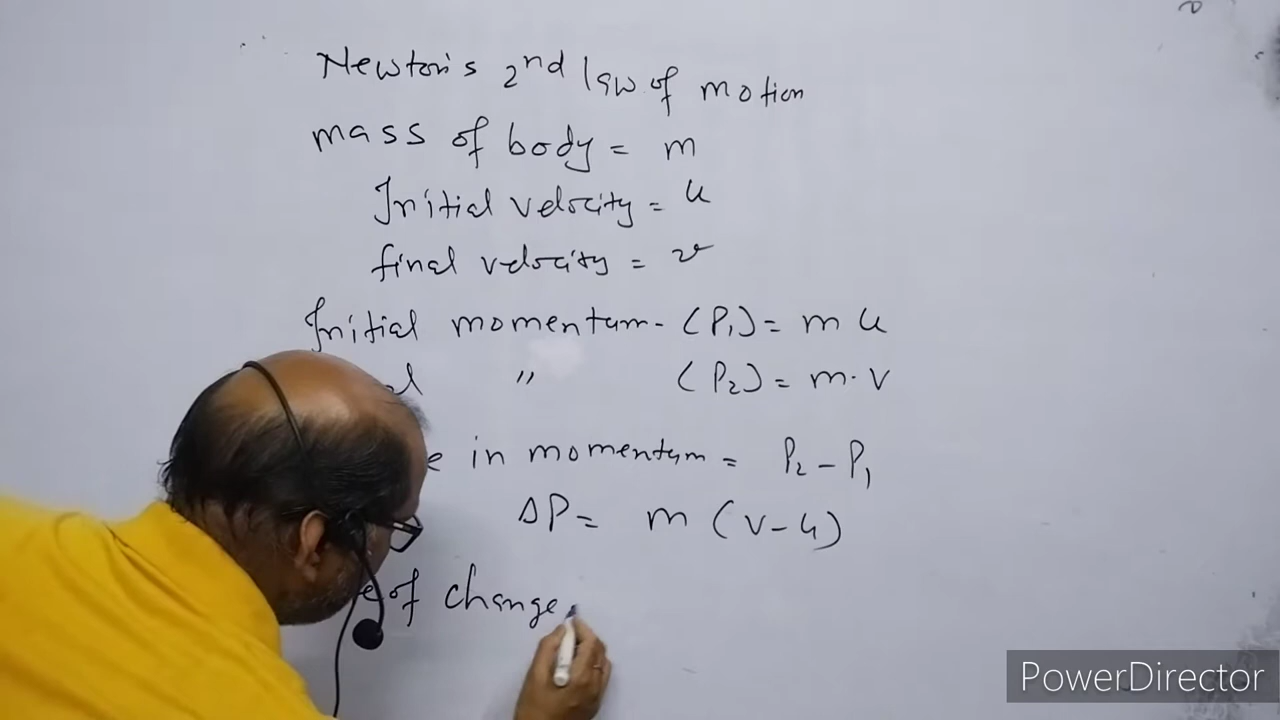 Newton's 2nd law of motion
mass of body = m
Initial velocity = u
final velocity = v
Initial momentum - (P₁) = m u
" (P₂) = m · v
in momentum = P₂ - P₁
ΔP = m (v - u)
of change
PowerDirector